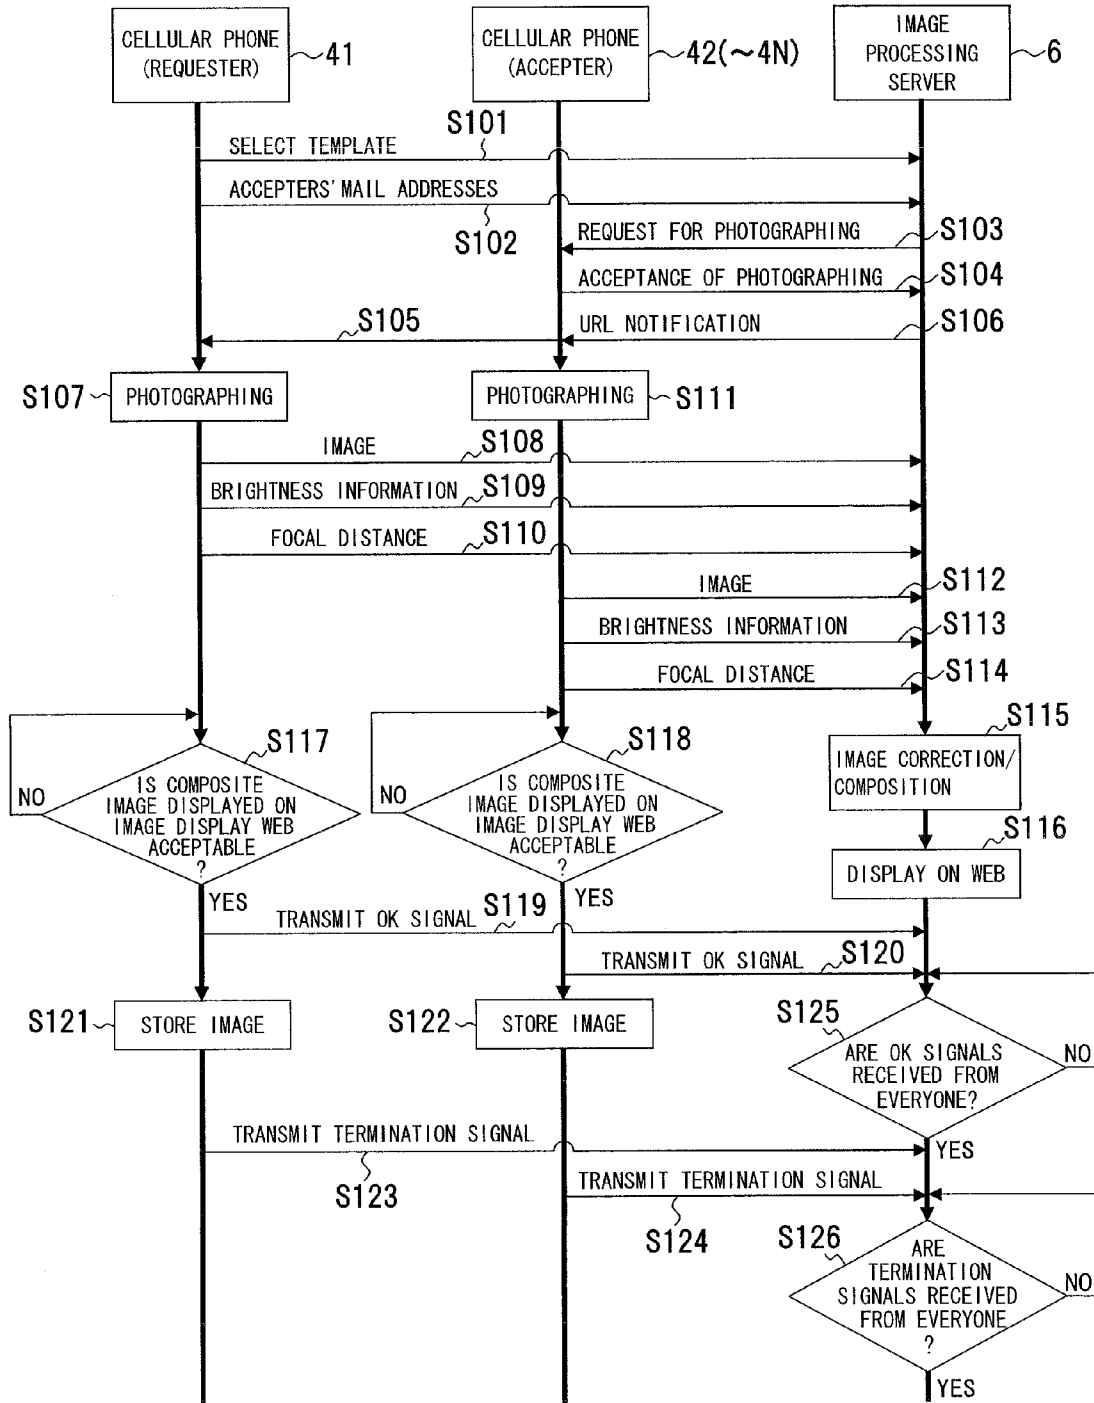 CELLULAR PHONE
(REQUESTER)
41
CELLULAR PHONE
(ACCEPTER)
42(~4N)
IMAGE
PROCESSING
SERVER
6
S101
SELECT TEMPLATE
ACCEPTERS'MAIL ADDRESSES
S102
REQUEST FOR PHOTOGRAPHING
S103
ACCEPTANCE OF PHOTOGRAPHING
S104
S105
URL NOTIFICATION
S106
S107
PHOTOGRAPHING
PHOTOGRAPHING
S111
IMAGE
S108
BRIGHTNESS INFORMATION
S109
FOCAL DISTANCE
S110
IMAGE
S112
BRIGHTNESS INFORMATION
S113
FOCAL DISTANCE
S114
S115
IMAGE CORRECTION/
COMPOSITION
S117
IS COMPOSITE
IMAGE DISPLAYED ON
IMAGE DISPLAY WEB
ACCEPTABLE
?
NO
YES
S118
IS COMPOSITE
IMAGE DISPLAYED ON
IMAGE DISPLAY WEB
ACCEPTABLE
?
NO
YES
S116
DISPLAY ON WEB
TRANSMIT OK SIGNAL
S119
TRANSMIT OK SIGNAL
S120
S121
STORE IMAGE
S122
STORE IMAGE
S125
ARE OK SIGNALS
RECEIVED FROM
EVERYONE?
NO
YES
TRANSMIT TERMINATION SIGNAL
S123
TRANSMIT TERMINATION SIGNAL
S124
S126
ARE
TERMINATION
SIGNALS RECEIVED
FROM EVERYONE
?
NO
YES